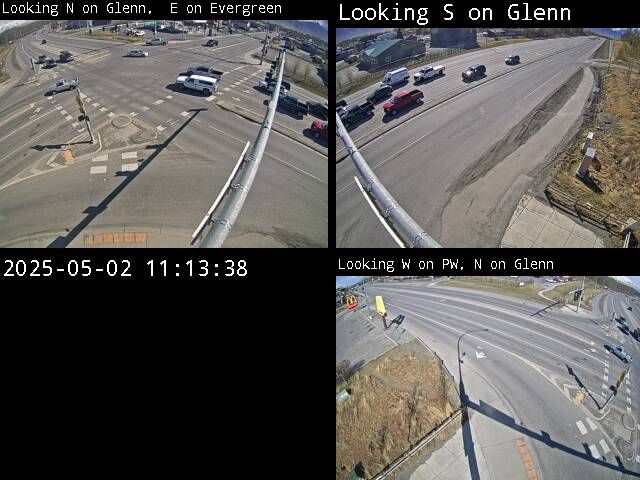 Looking N on Glenn,  E on Evergreen
Looking S on Glenn
2025-05-02 11:13:38
Looking W on PW, N on Glenn